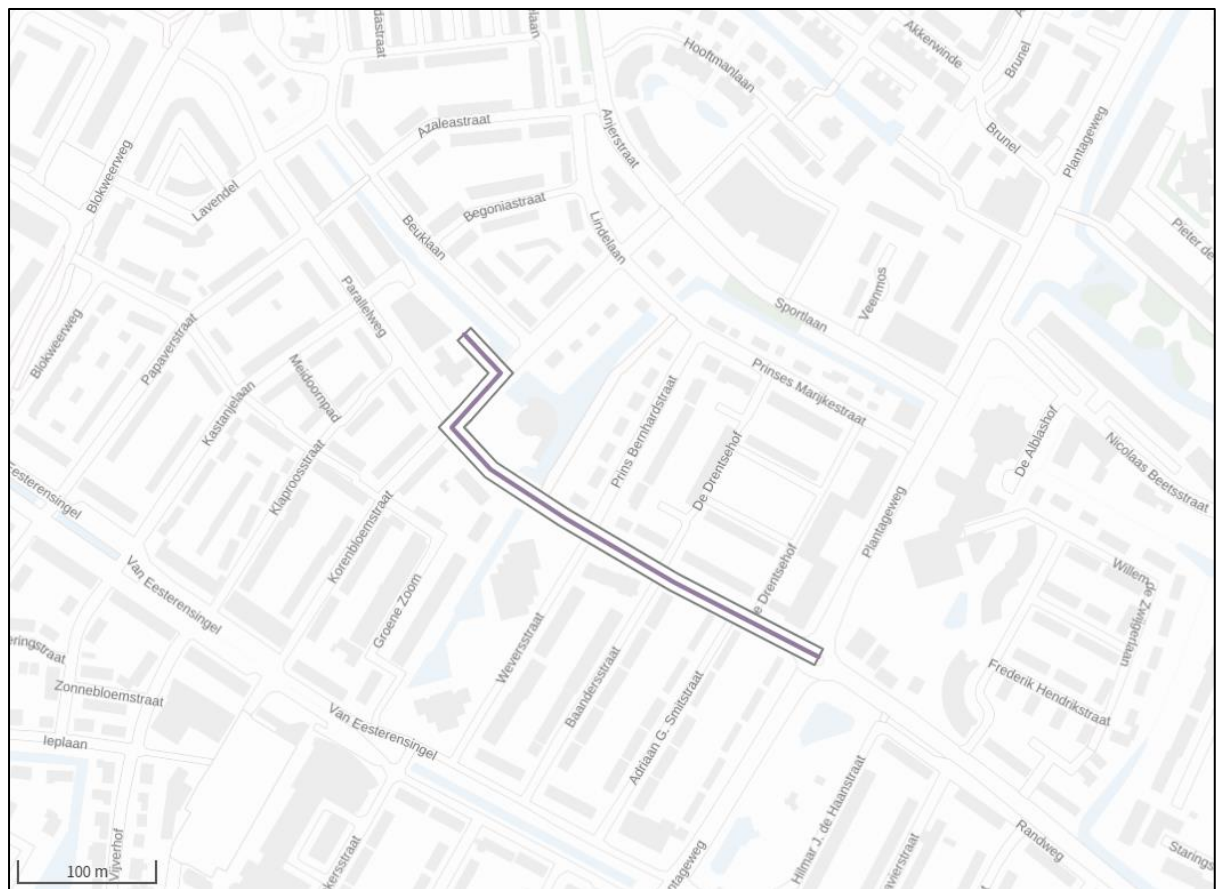 Hooftmanlaan
Akkerwinde
Brunel
Azaleastraat
Anjerstraat
Brunel
Plantageweg
Blokweerweg
Lavendel
Begoniastraat
Beuklaan
Lindelaan
Parallelweg
Veenmos
Sportlaan
Blokweerweg
Papaverstraat
Meidoornpad
Kastanjelaan
Klaproosstraat
Prins Bernhardstraat
Prinses Marijkestraat
De Alblashof
Nicolaas Beetsstraat
De Drentsehof
Plantageweg
Korenbloemstraat
Van Eesterensingel
Groene Zoom
Weversstraat
Baandersstraat
Adriaan G. Smitstraat
Willem de Zwijgerlaan
Frederik Hendrikstraat
Zonnebloemstraat
Van Eesterensingel
Ieplaan
Vijverhof
Hilmar J. de Haanstraat
Randweg
100 m